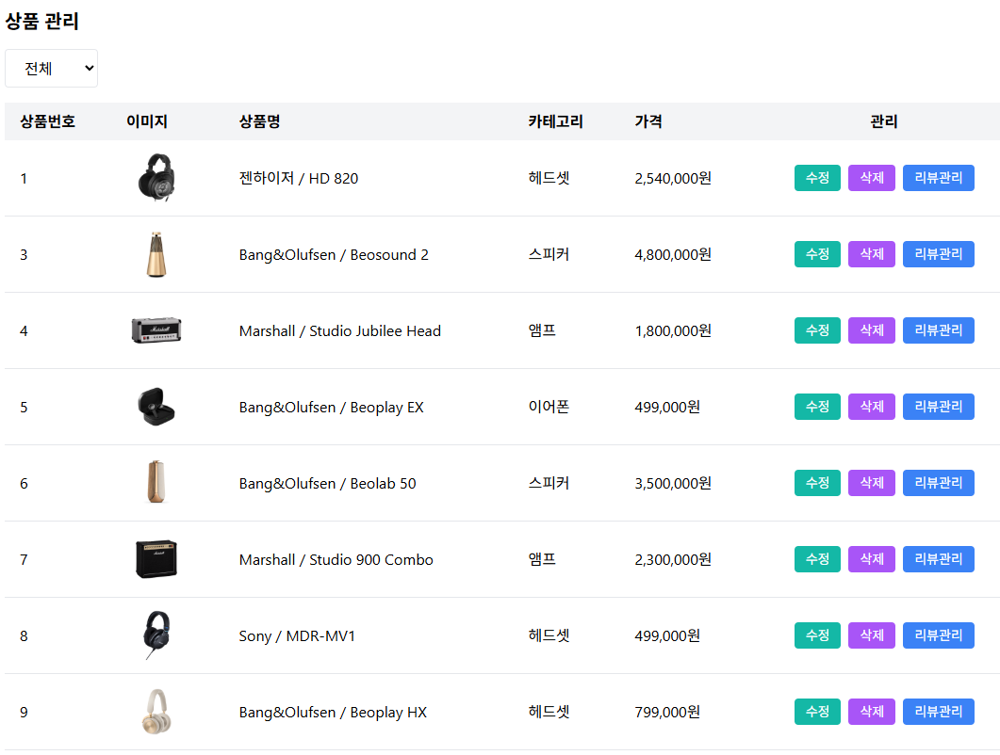 상품 관리
전체
상품번호 이미지 상품명 카테고리 가격 관리
1 젠하이저 / HD 820 헤드셋 2,540,000원 수정 삭제 리뷰관리
3 Bang&Olufsen / Beosound 2 스피커 4,800,000원 수정 삭제 리뷰관리
4 Marshall Marshall / Studio Jubilee Head 앰프 1,800,000원 수정 삭제 리뷰관리
5 Bang&Olufsen / Beoplay EX 이어폰 499,000원 수정 삭제 리뷰관리
6 Bang&Olufsen / Beolab 50 스피커 3,500,000원 수정 삭제 리뷰관리
7 Marshall Marshall / Studio 900 Combo 앰프 2,300,000원 수정 삭제 리뷰관리
8 Sony / MDR-MV1 헤드셋 499,000원 수정 삭제 리뷰관리
9 Bang&Olufsen / Beoplay HX 헤드셋 799,000원 수정 삭제 리뷰관리